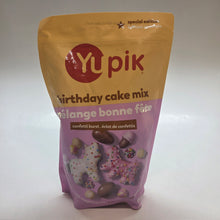 special edition
Yupik
birthday cake mix
mélange bonne fête
confetti burst. éclat de confettis